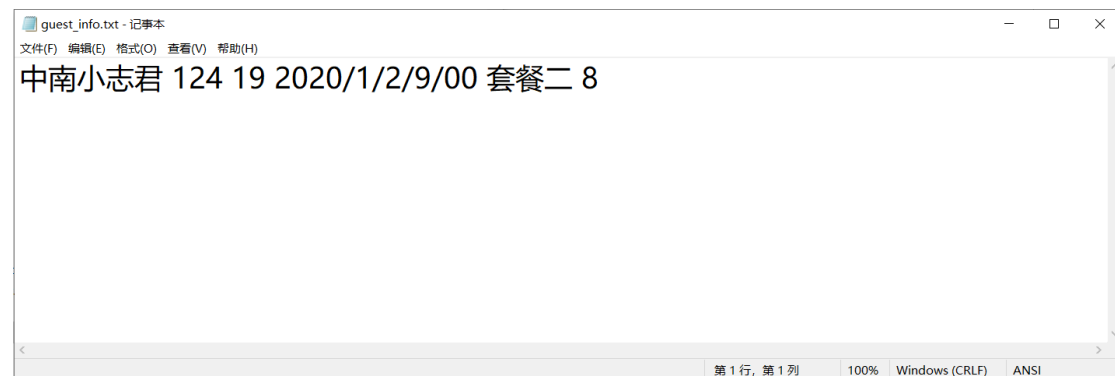 guest_info.txt - 记事本
文件(F) 编辑(E) 格式(O) 查看(V) 帮助(H)
中南小志君 124 19 2020/1/2/9/00 套餐二 8
第 1 行，第 1 列 100% Windows (CRLF) ANSI